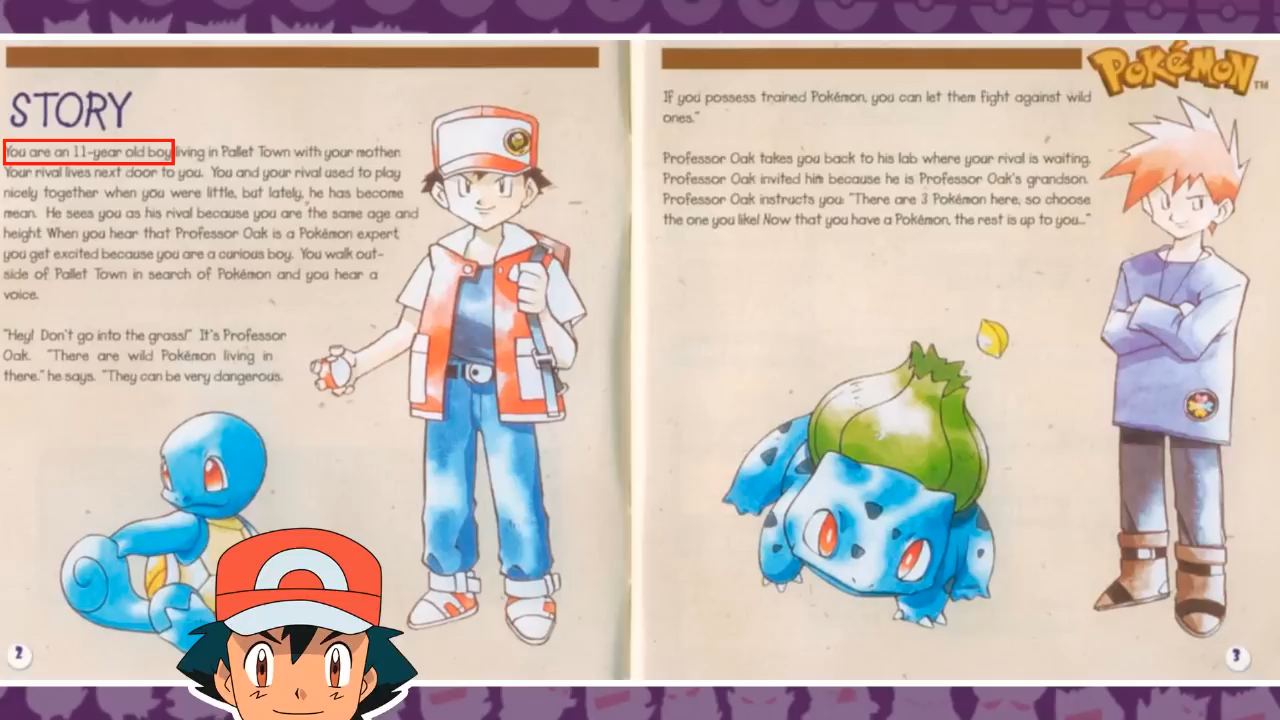 STORY
You are an 11-year old boy living in Pallet Town with your mother.
Your rival lives next door to you. You and your rival used to play
nicely together when you were little, but lately, he has become
mean. He sees you as his rival because you are the same age and
height. When you hear that Professor Oak is a Pokémon expert,
you get excited because you are a curious boy. You walk out-
side of Pallet Town in search of Pokémon and you hear a
voice.
"Hey! Don't go into the grass!" It's Professor
Oak. "There are wild Pokémon living in
there." he says. "They can be very dangerous.
2
POKéMON™
If you possess trained Pokémon, you can let them fight against wild
ones."
Professor Oak takes you back to his lab where your rival is waiting.
Professor Oak invited him because he is Professor Oak's grandson.
Professor Oak instructs you: "There are 3 Pokémon here, so choose
the one you like! Now that you have a Pokémon, the rest is up to you..."
3